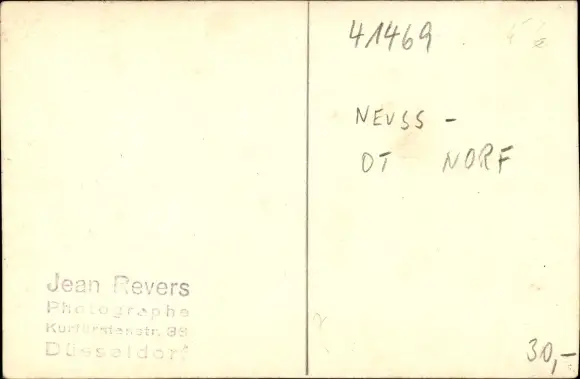 41469
NEUSS -
OT NORF
Jean Revers
Photographe
Kurfürstenstr. 38
Düsseldorf
30,-